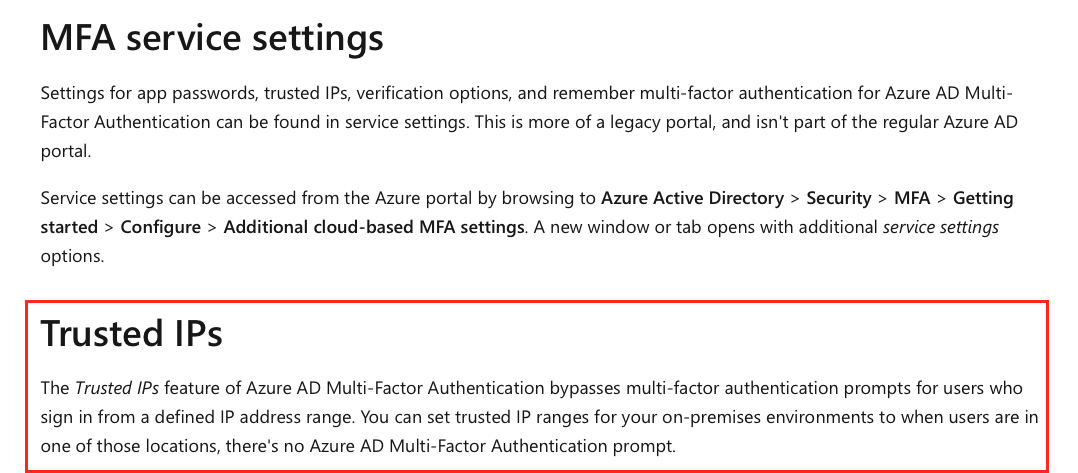 MFA service settings
Settings for app passwords, trusted IPs, verification options, and remember multi-factor authentication for Azure AD Multi-
Factor Authentication can be found in service settings. This is more of a legacy portal, and isn't part of the regular Azure AD
portal.
Service settings can be accessed from the Azure portal by browsing to Azure Active Directory > Security > MFA > Getting
started > Configure > Additional cloud-based MFA settings. A new window or tab opens with additional service settings
options.
Trusted IPs
The Trusted IPs feature of Azure AD Multi-Factor Authentication bypasses multi-factor authentication prompts for users who
sign in from a defined IP address range. You can set trusted IP ranges for your on-premises environments to when users are in
one of those locations, there's no Azure AD Multi-Factor Authentication prompt.